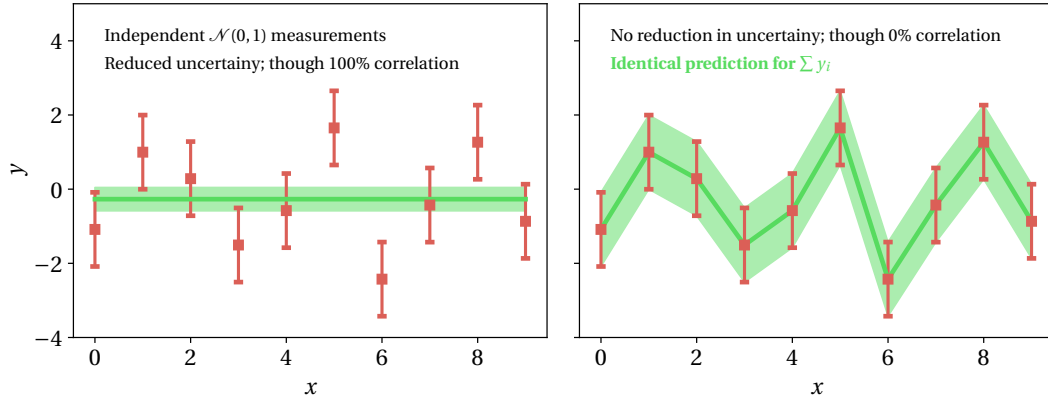 4
2
0
−2
−4
y
0
2
4
6
8
x
Independent 𝒩(0, 1) measurements
Reduced uncertainy; though 100% correlation
0
2
4
6
8
x
No reduction in uncertainy; though 0% correlation
Identical prediction for ∑ yᵢ